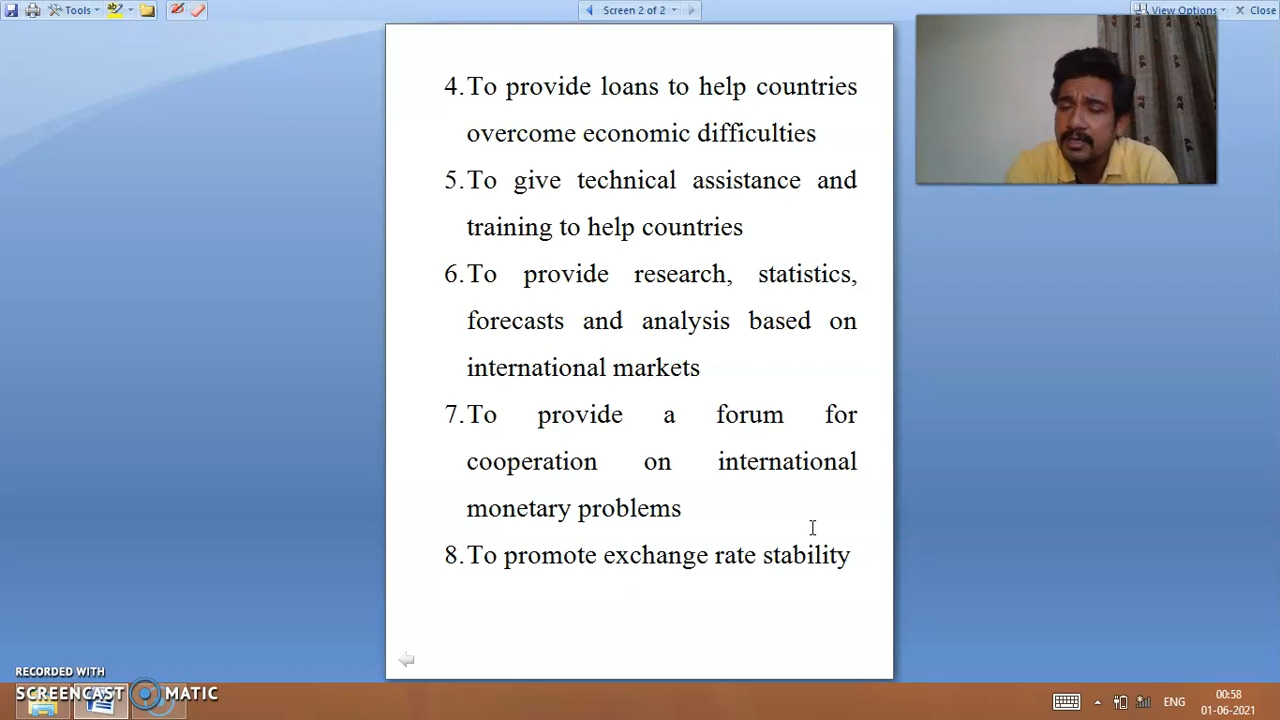 Tools
Screen 2 of 2
View Options
Close
4. To provide loans to help countries
overcome economic difficulties
5. To give technical assistance and
training to help countries
6. To provide research, statistics,
forecasts and analysis based on
international markets
7. To provide a forum for
cooperation on international
monetary problems
8. To promote exchange rate stability
RECORDED WITH
SCREENCAST MATIC
ENG
00:58
01-06-2021